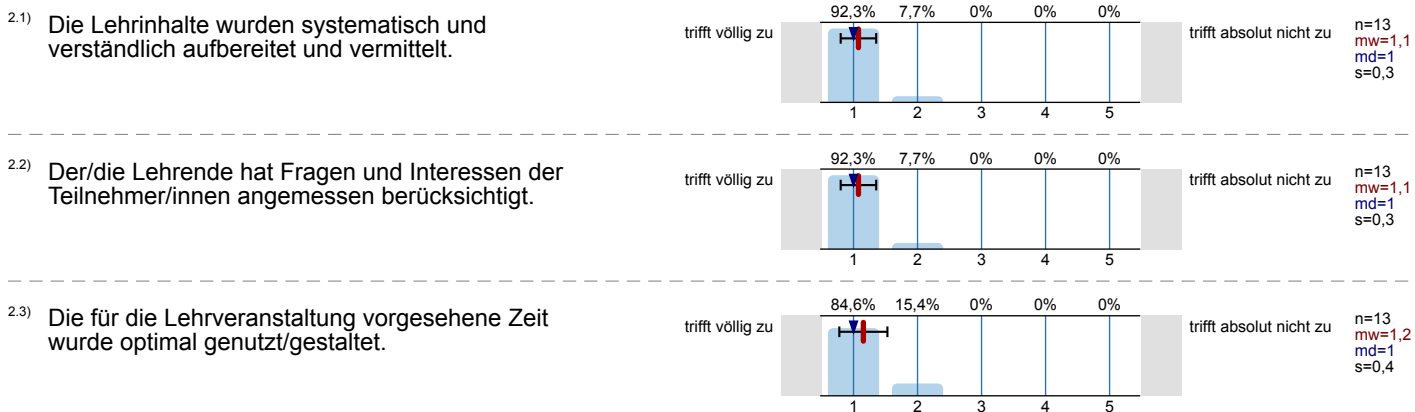 2.1) Die Lehrinhalte wurden systematisch und
verständlich aufbereitet und vermittelt.
92,3% 7,7% 0% 0% 0%
trifft völlig zu
trifft absolut nicht zu
n=13
mw=1,1
md=1
s=0,3
1 2 3 4 5
2.2) Der/die Lehrende hat Fragen und Interessen der
Teilnehmer/innen angemessen berücksichtigt.
92,3% 7,7% 0% 0% 0%
trifft völlig zu
trifft absolut nicht zu
n=13
mw=1,1
md=1
s=0,3
1 2 3 4 5
2.3) Die für die Lehrveranstaltung vorgesehene Zeit
wurde optimal genutzt/gestaltet.
84,6% 15,4% 0% 0% 0%
trifft völlig zu
trifft absolut nicht zu
n=13
mw=1,2
md=1
s=0,4
1 2 3 4 5